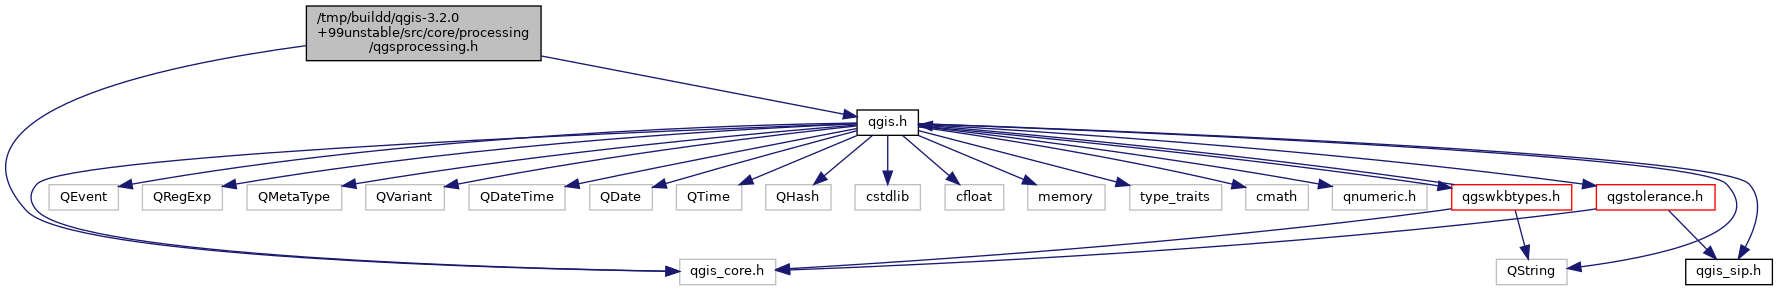 /tmp/buildd/qgis-3.2.0
+99unstable/src/core/processing
/qgsprocessing.h
qgis.h
QEvent
QRegExp
QMetaType
QVariant
QDateTime
QDate
QTime
QHash
cstdlib
cfloat
memory
type_traits
cmath
qnumeric.h
qgswkbtypes.h
qgstolerance.h
qgis_core.h
QString
qgis_sip.h